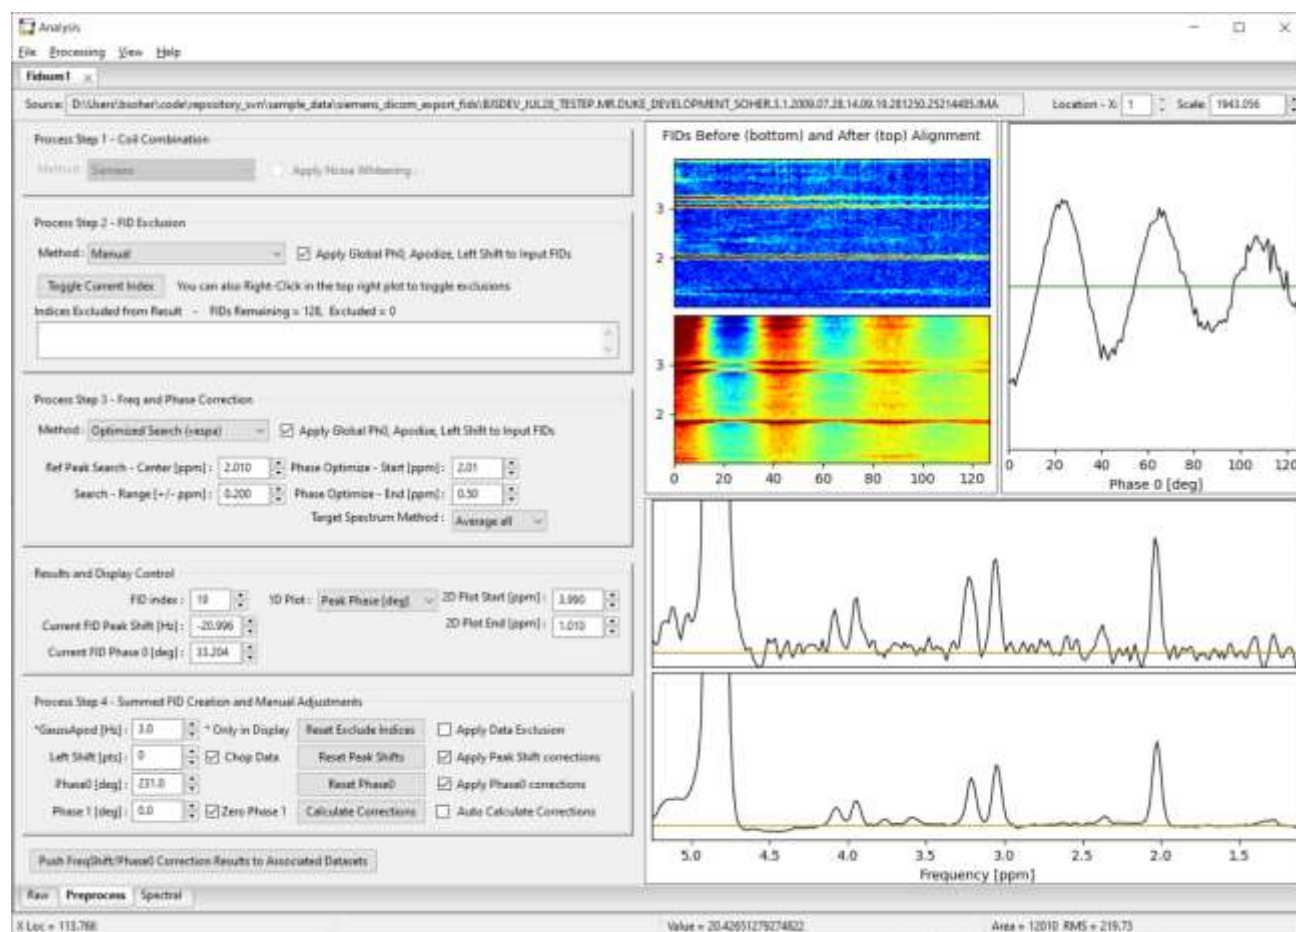 Analysis
File Processing View Help
Fidsum1 x
Source: D:\Users\bsoher\code\repository_svn\sample_data\siemens_dicom_export_fids\BJSDEV_JUL28_TESTEP.MR.DUKE_DEVELOPMENT_SOHER.3.1.2009.07.28.14.09.19.281250.25214485.IMA Location - X: 1 Scale: 1943.056
Process Step 1 - Coil Combination
Method: Siemens Apply Noise Whitening:
Process Step 2 - FID Exclusion
Method: Manual Apply Global Ph0, Apodize, Left Shift to Input FIDs
Toggle Current Index You can also Right-Click in the top right plot to toggle exclusions
Indices Excluded from Result - FIDs Remaining = 128, Excluded = 0
Process Step 3 - Freq and Phase Correction
Method: Optimized Search (vespa) Apply Global Ph0, Apodize, Left Shift to Input FIDs
Ref Peak Search - Center [ppm]: 2.010 Phase Optimize - Start [ppm]: 2.01
Search - Range [+/- ppm]: 0.200 Phase Optimize - End [ppm]: 0.50
Target Spectrum Method: Average all
Results and Display Control
FID index: 19 1D Plot: Peak Phase [deg] 2D Plot Start [ppm]: 3.990
Current FID Peak Shift [Hz]: -20.996 2D Plot End [ppm]: 1.010
Current FID Phase 0 [deg]: 33.204
Process Step 4 - Summed FID Creation and Manual Adjustments
*GaussApod [Hz]: 3.0 * Only in Display Reset Exclude Indices Apply Data Exclusion
Left Shift [pts]: 0 Chop Data Reset Peak Shifts Apply Peak Shift corrections
Phase0 [deg]: 231.0 Reset Phase0 Apply Phase0 corrections
Phase 1 [deg]: 0.0 Zero Phase 1 Calculate Corrections Auto Calculate Corrections
Push FreqShift/Phase0 Correction Results to Associated Datasets
FIDs Before (bottom) and After (top) Alignment
3
2
3
2
0 20 40 60 80 100 120
0 20 40 60 80 100 120
Phase 0 [deg]
5.0 4.5 4.0 3.5 3.0 2.5 2.0 1.5
Frequency [ppm]
Raw Preprocess Spectral
X Loc = 113.766 Value = 20.42651279274822 Area = 12010 RMS = 219.73